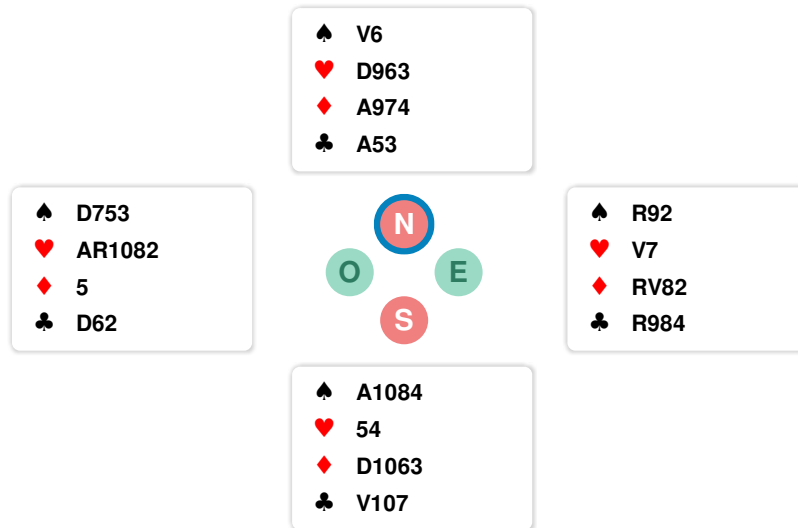 ♠ V6
♥ D963
♦ A974
♣ A53
♠ D753
♥ AR1082
♦ 5
♣ D62
N
O E
S
♠ R92
♥ V7
♦ RV82
♣ R984
♠ A1084
♥ 54
♦ D1063
♣ V107